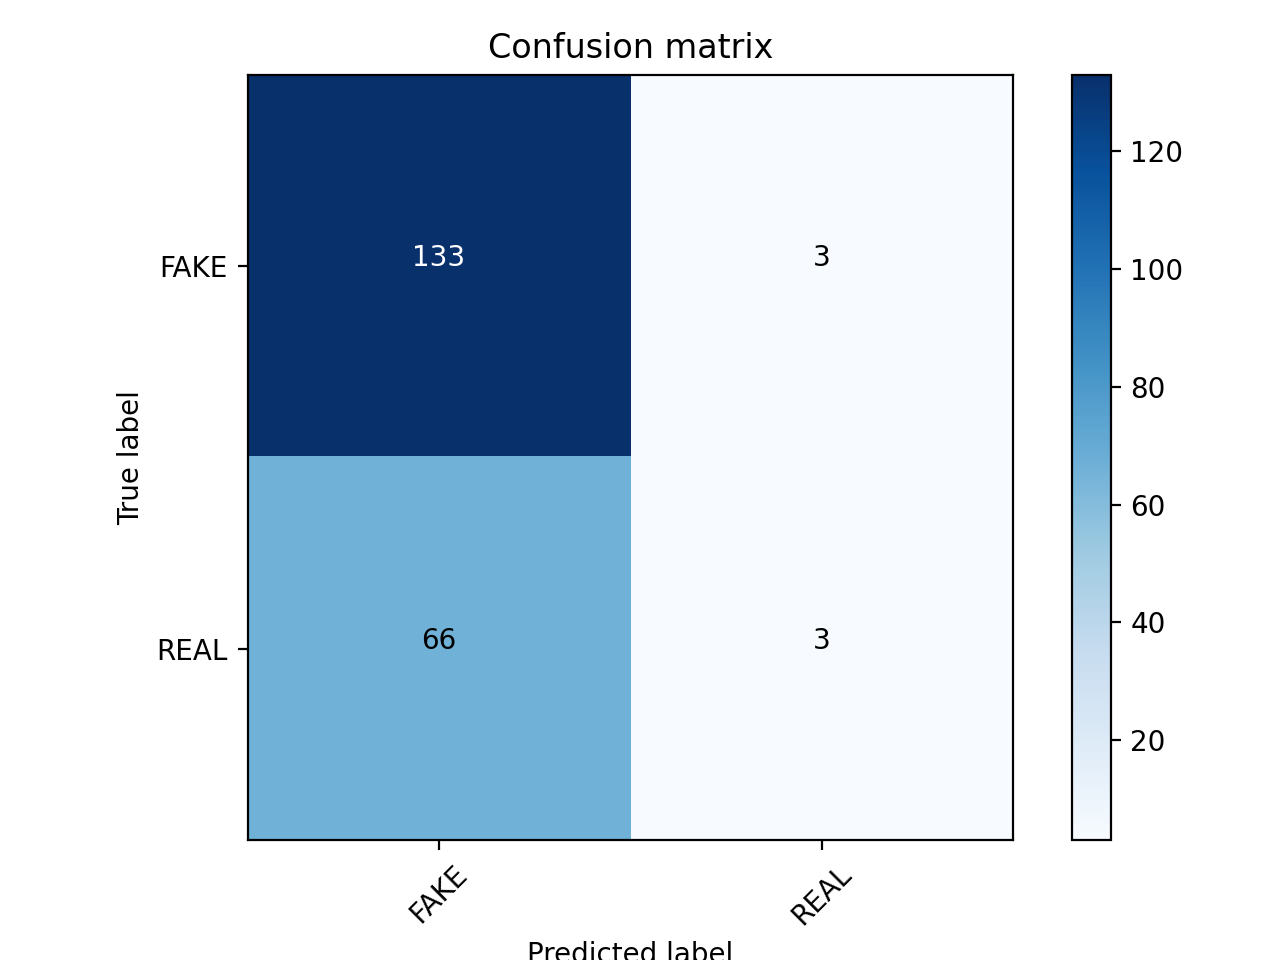 Confusion matrix
FAKE
REAL
True label
133
3
66
3
FAKE
REAL
Predicted label
120
100
80
60
40
20